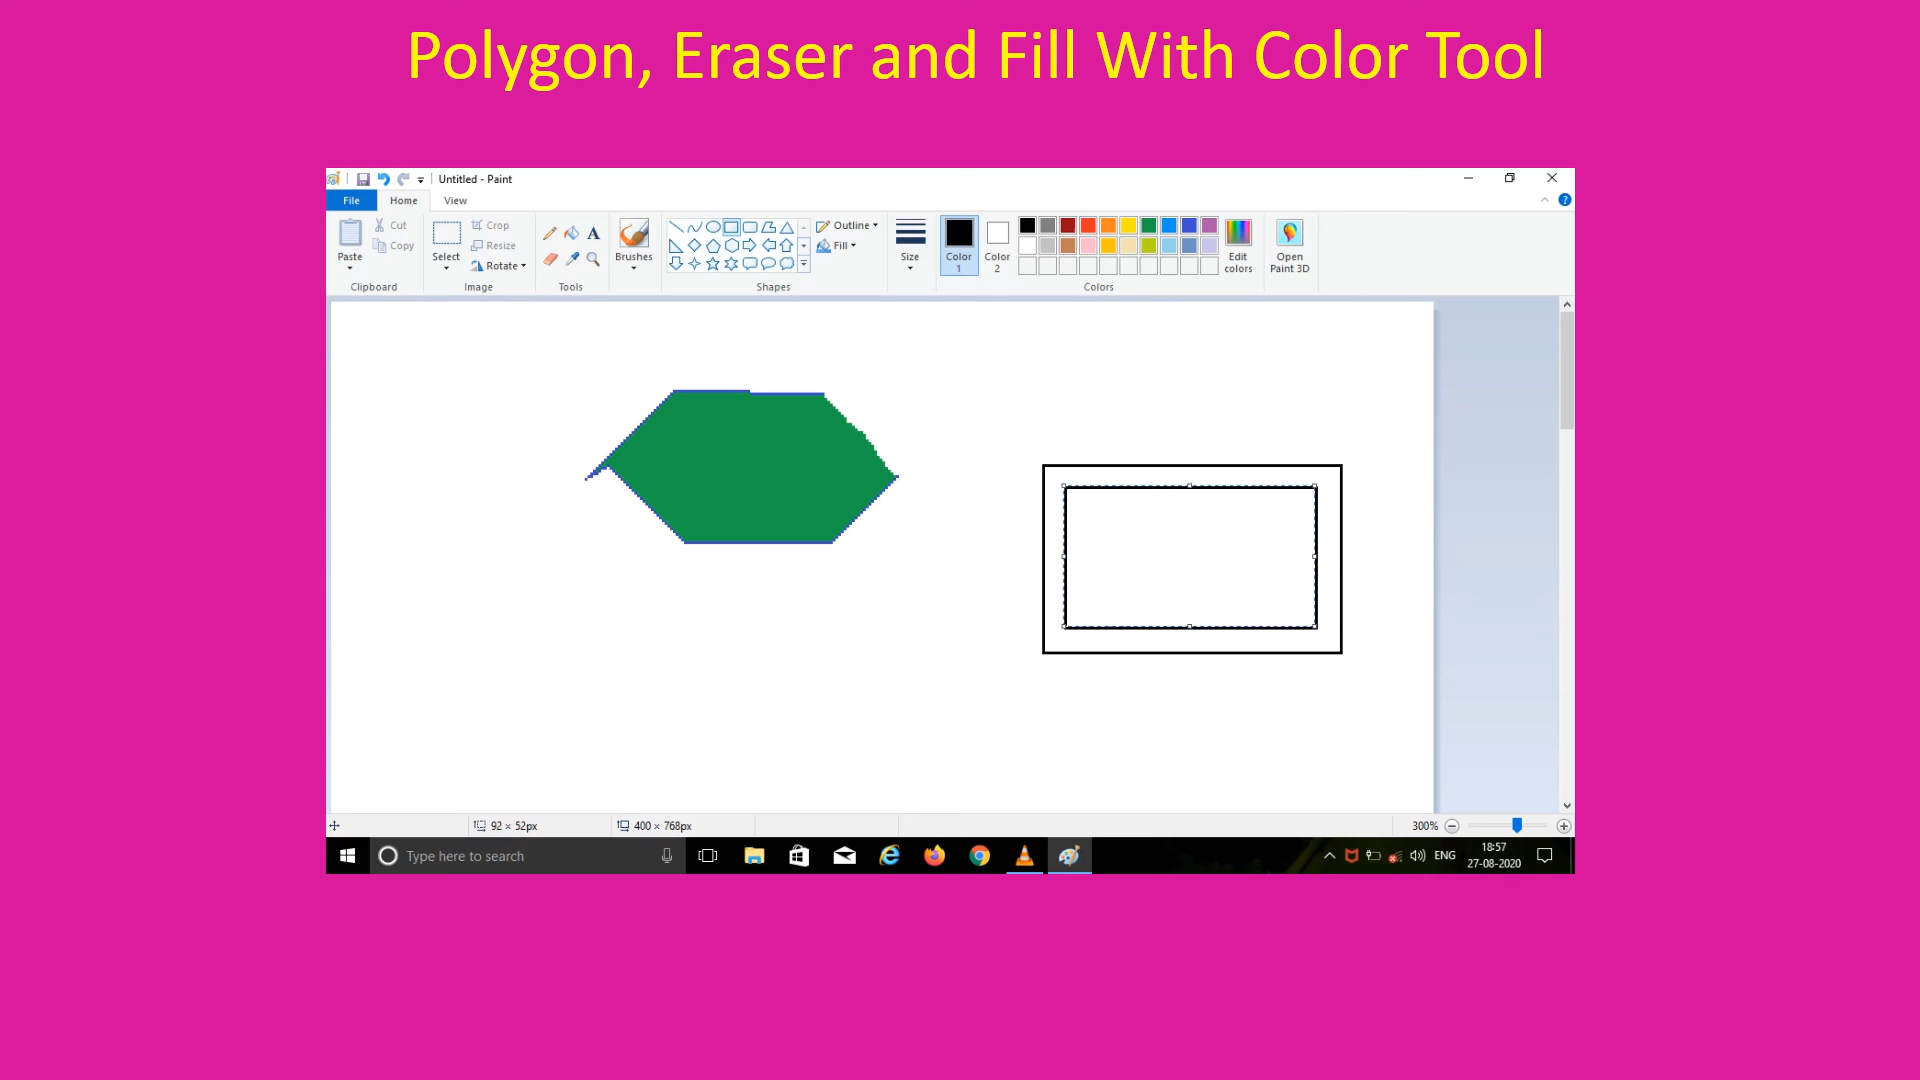 Polygon, Eraser and Fill With Color Tool
Untitled - Paint
File Home View
Cut
Copy
Paste
Clipboard
Select
Crop
Resize
Rotate
Image
A
Tools
Brushes
Outline
Fill
Shapes
Size
Color 1
Color 2
Edit colors
Colors
Open Paint 3D
92 × 52px
400 × 768px
300%
Type here to search
ENG
18:57
27-08-2020